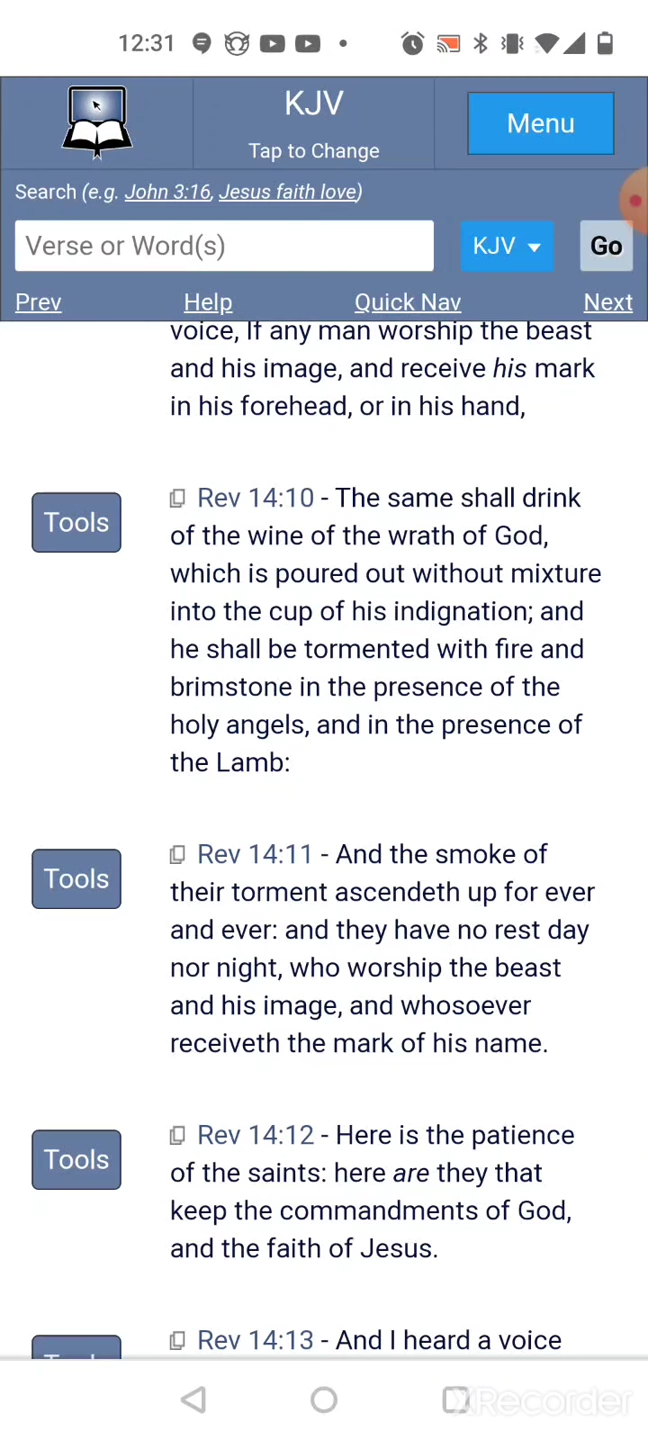 12:31
KJV
Tap to Change
Menu
Search (e.g. John 3:16, Jesus faith love)
Verse or Word(s)
KJV
Go
Prev
Help
Quick Nav
Next
voice, If any man worship the beast
and his image, and receive his mark
in his forehead, or in his hand,
Tools
Rev 14:10 - The same shall drink
of the wine of the wrath of God,
which is poured out without mixture
into the cup of his indignation; and
he shall be tormented with fire and
brimstone in the presence of the
holy angels, and in the presence of
the Lamb:
Tools
Rev 14:11 - And the smoke of
their torment ascendeth up for ever
and ever: and they have no rest day
nor night, who worship the beast
and his image, and whosoever
receiveth the mark of his name.
Tools
Rev 14:12 - Here is the patience
of the saints: here are they that
keep the commandments of God,
and the faith of Jesus.
Tools
Rev 14:13 - And I heard a voice
XRecorder